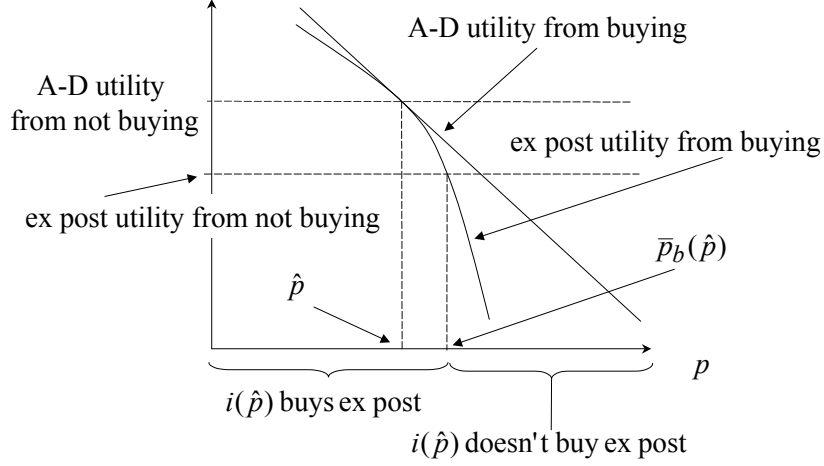 A-D utility from buying
A-D utility
from not buying
ex post utility from buying
ex post utility from not buying
p̄_b(p̂)
p̂
p
i(p̂) buys ex post
i(p̂) doesn't buy ex post